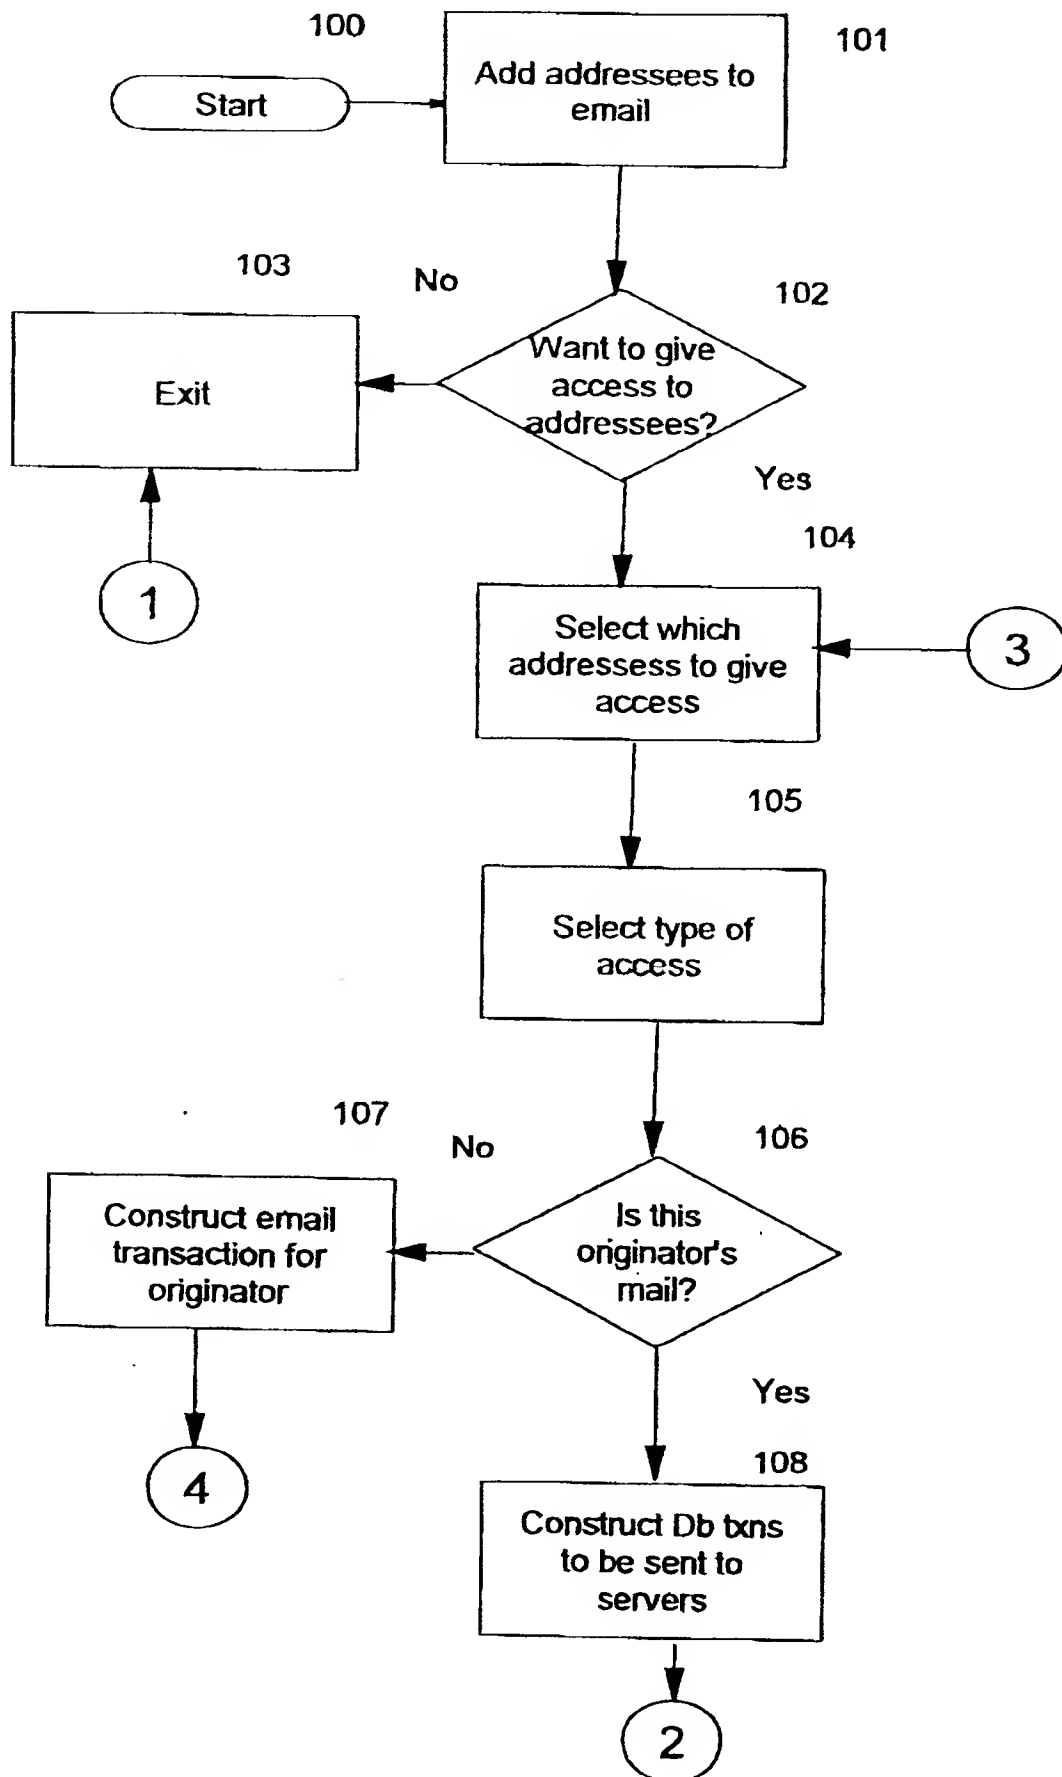 100
101
Start
Add addressees to
email
103
No
102
Exit
Want to give
access to
addressees?
Yes
104
1
Select which
addressess to give
access
3
105
Select type of
access
107
No
106
Construct email
transaction for
originator
Is this
originator's
mail?
Yes
4
108
Construct Db txns
to be sent to
servers
2